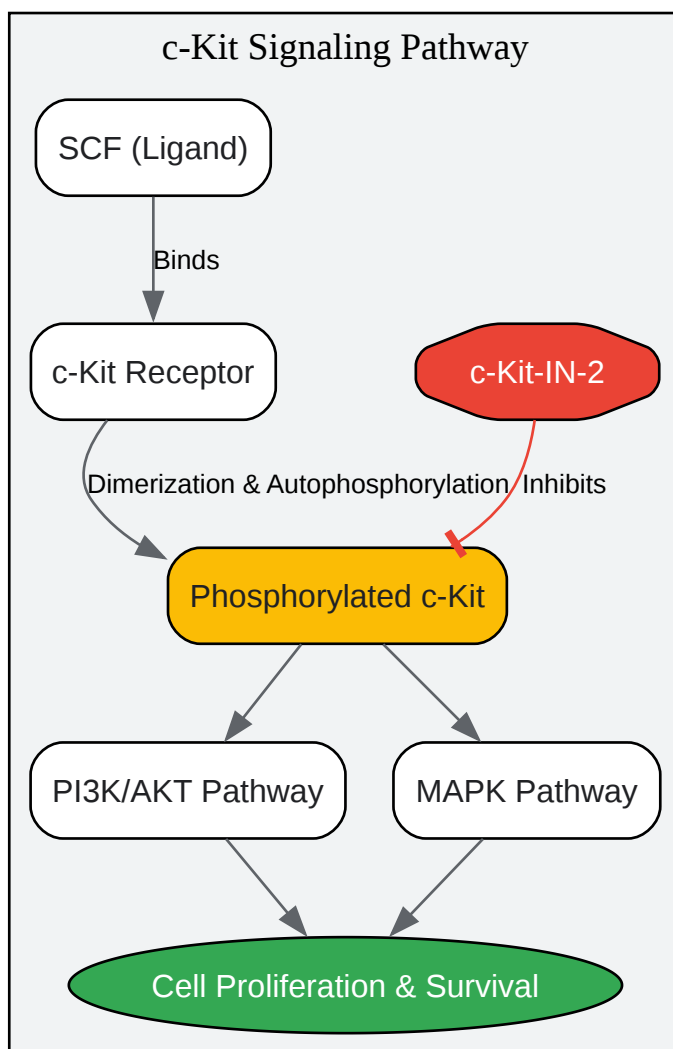 c-Kit Signaling Pathway
SCF (Ligand)
Binds
c-Kit Receptor
c-Kit-IN-2
Dimerization & Autophosphorylation
Inhibits
Phosphorylated c-Kit
PI3K/AKT Pathway
MAPK Pathway
Cell Proliferation & Survival